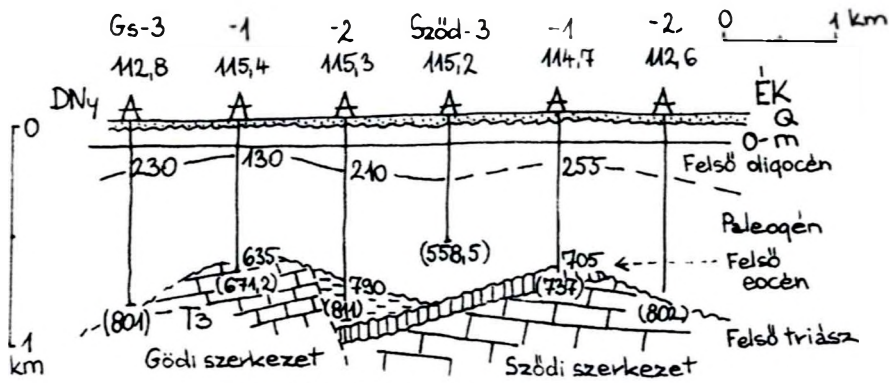 Gs-3 -1 -2 Sződ-3 -1 -2. 0 1 km
112,8 115,4 115,3 115,2 114,7 112,6
DNy ÉK
Q
0 0-m
230 130 210 255 Felső oligocén
Paleogén
(558,5)
635 705 Felső
eocén
(671,2) 790 (737)
(801) T3 (811) (802)
Felső triász
1
km
Gödi szerkezet Sződi szerkezet